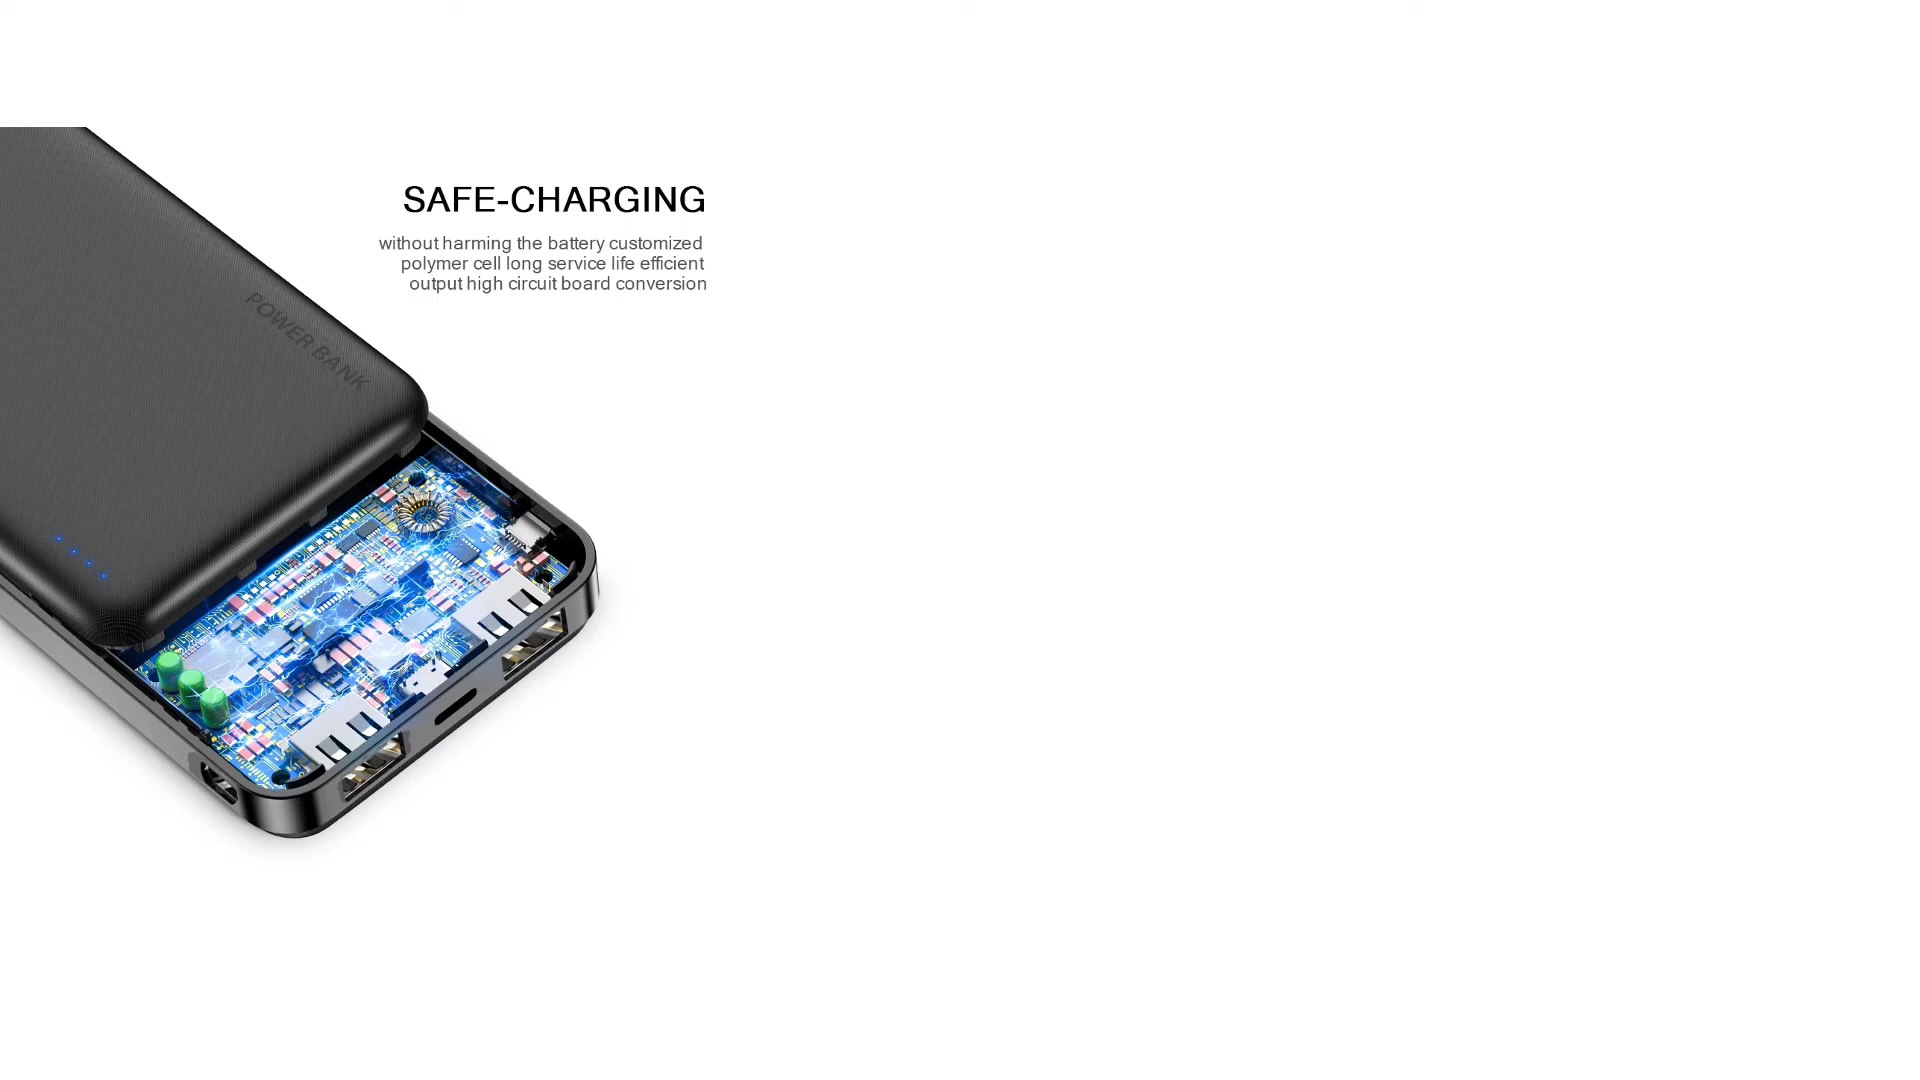 SAFE-CHARGING
without harming the battery customized
polymer cell long service life efficient
output high circuit board conversion
POWER BANK